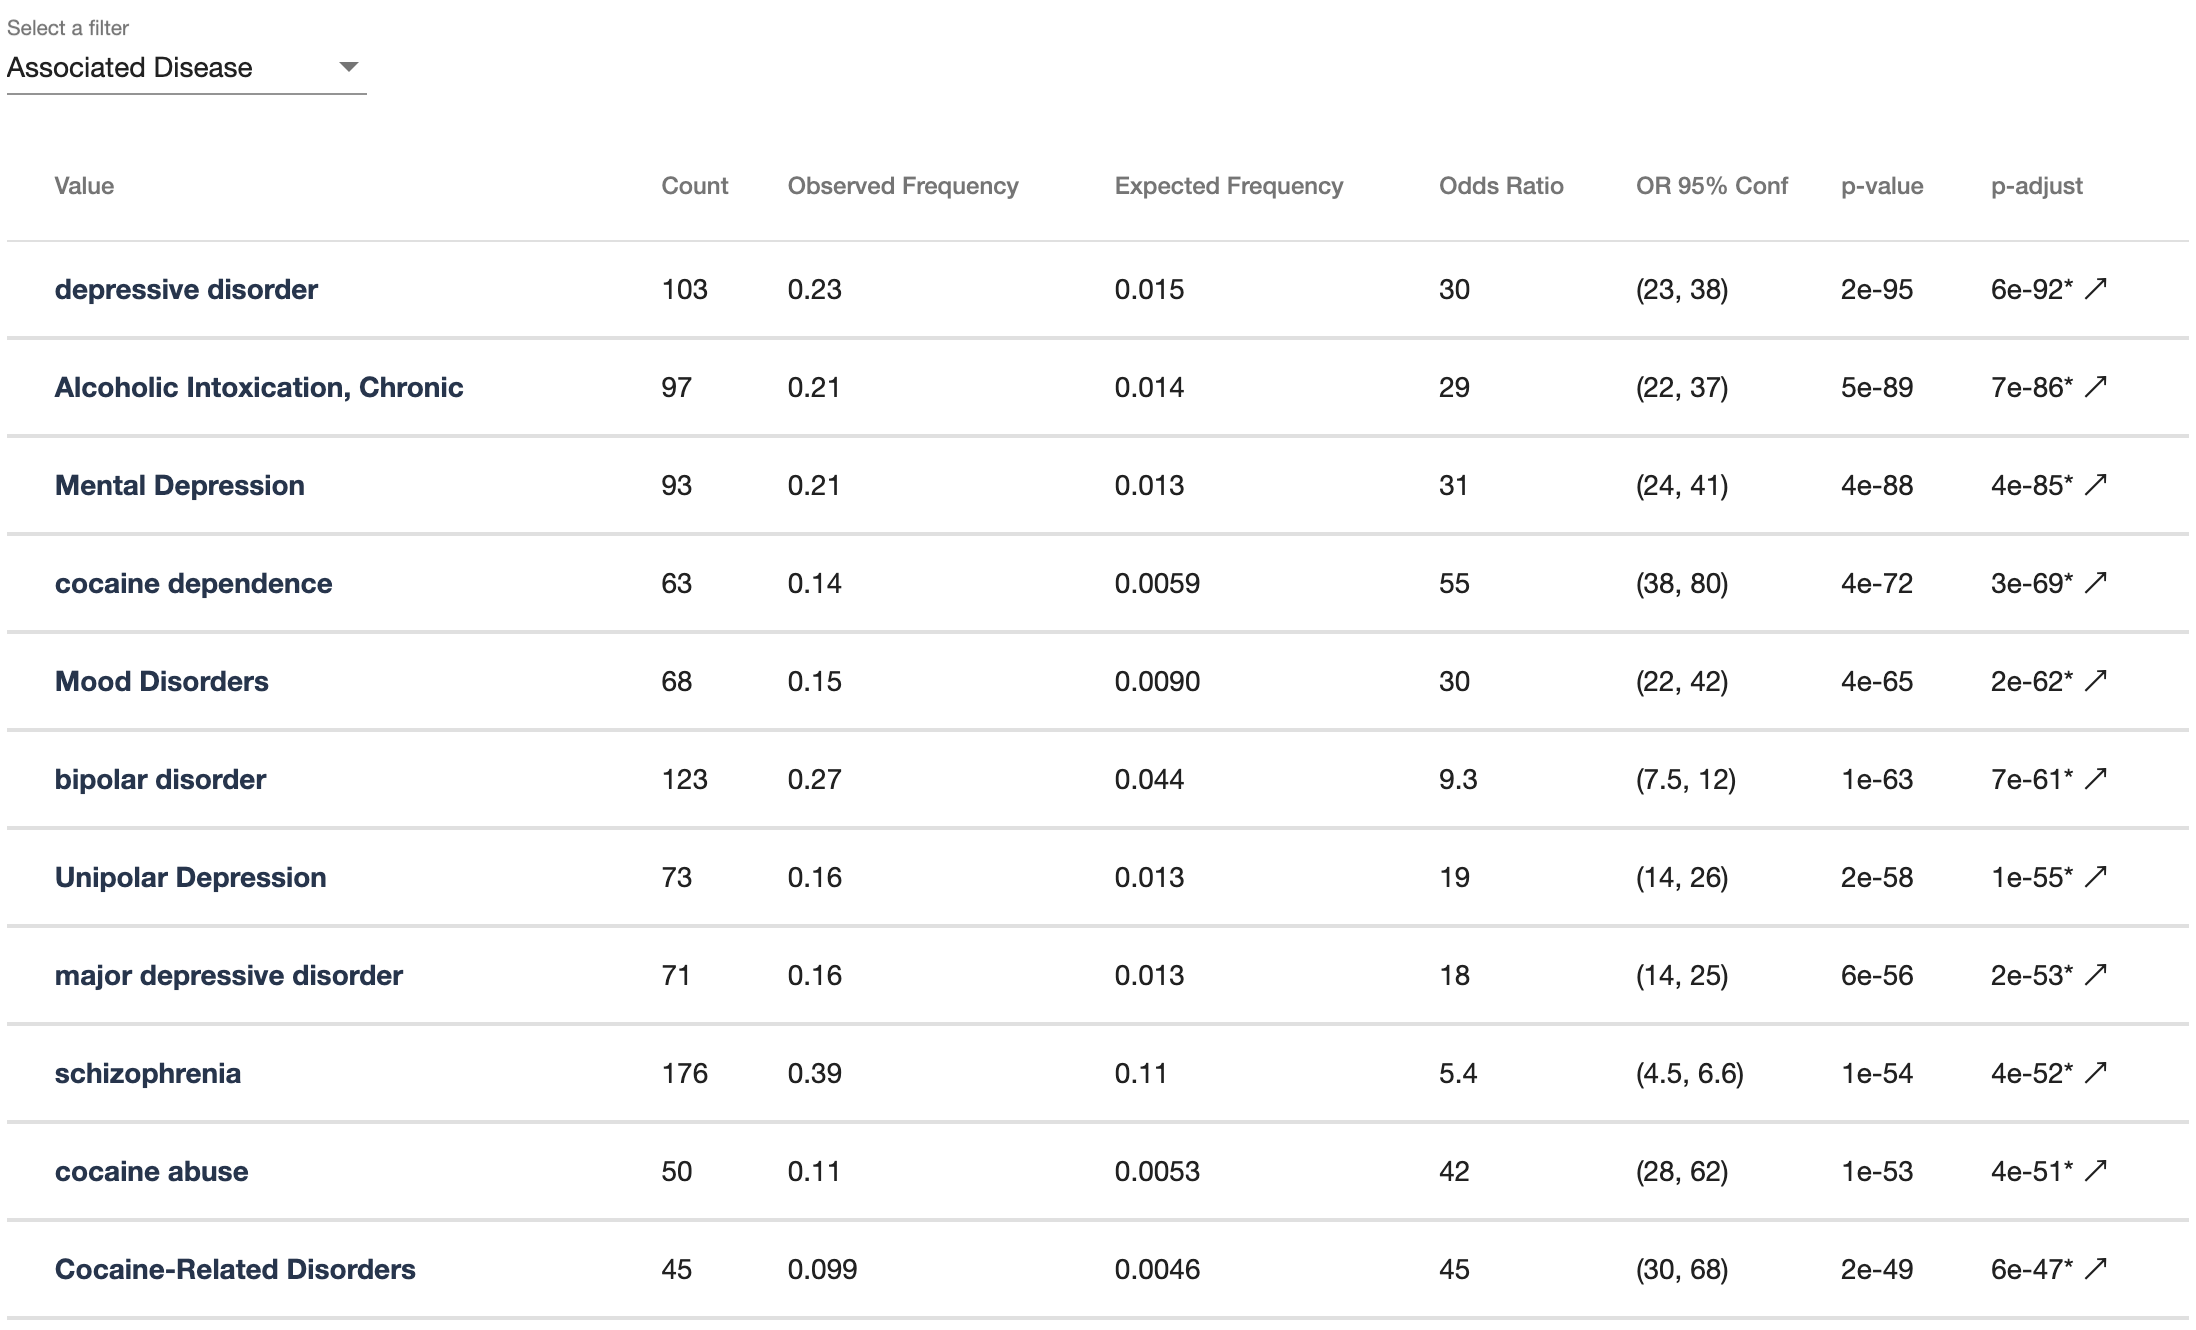 Select a filter
Associated Disease
Value Count Observed Frequency Expected Frequency Odds Ratio OR 95% Conf p-value p-adjust
depressive disorder 103 0.23 0.015 30 (23, 38) 2e-95 6e-92* ↗
Alcoholic Intoxication, Chronic 97 0.21 0.014 29 (22, 37) 5e-89 7e-86* ↗
Mental Depression 93 0.21 0.013 31 (24, 41) 4e-88 4e-85* ↗
cocaine dependence 63 0.14 0.0059 55 (38, 80) 4e-72 3e-69* ↗
Mood Disorders 68 0.15 0.0090 30 (22, 42) 4e-65 2e-62* ↗
bipolar disorder 123 0.27 0.044 9.3 (7.5, 12) 1e-63 7e-61* ↗
Unipolar Depression 73 0.16 0.013 19 (14, 26) 2e-58 1e-55* ↗
major depressive disorder 71 0.16 0.013 18 (14, 25) 6e-56 2e-53* ↗
schizophrenia 176 0.39 0.11 5.4 (4.5, 6.6) 1e-54 4e-52* ↗
cocaine abuse 50 0.11 0.0053 42 (28, 62) 1e-53 4e-51* ↗
Cocaine-Related Disorders 45 0.099 0.0046 45 (30, 68) 2e-49 6e-47* ↗